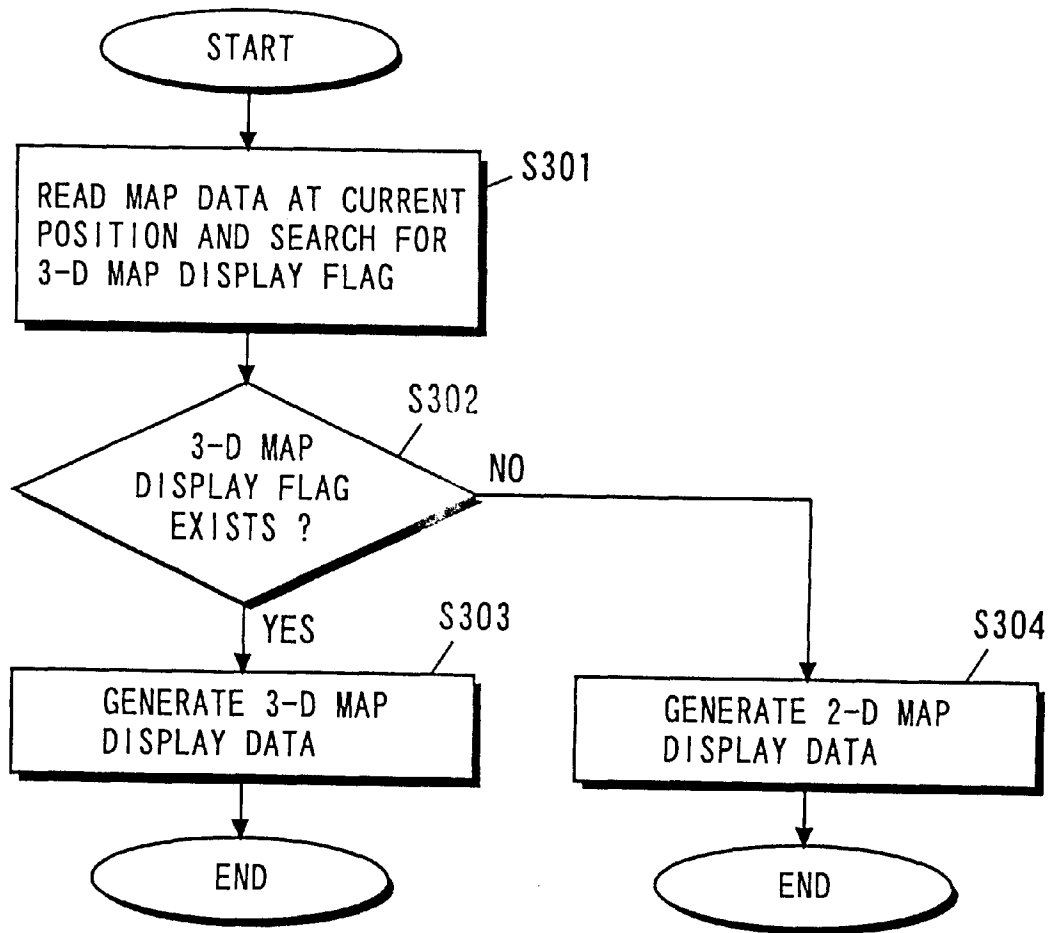 START
S301
READ MAP DATA AT CURRENT
POSITION AND SEARCH FOR
3-D MAP DISPLAY FLAG
S302
3-D MAP
DISPLAY FLAG
EXISTS ?
NO
YES
S303
GENERATE 3-D MAP
DISPLAY DATA
S304
GENERATE 2-D MAP
DISPLAY DATA
END
END